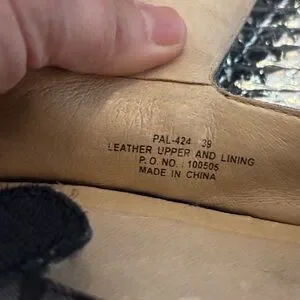 PAL-424 39
LEATHER UPPER AND LINING
P.O. NO.: 100505
MADE IN CHINA